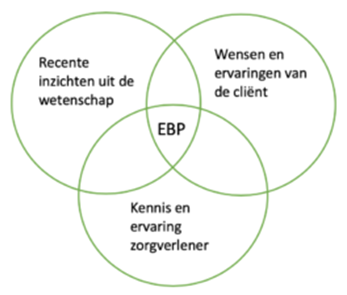 Recente
inzichten uit de
wetenschap
Wensen en
ervaringen van
de cliënt
EBP
Kennis en
ervaring
zorgverlener